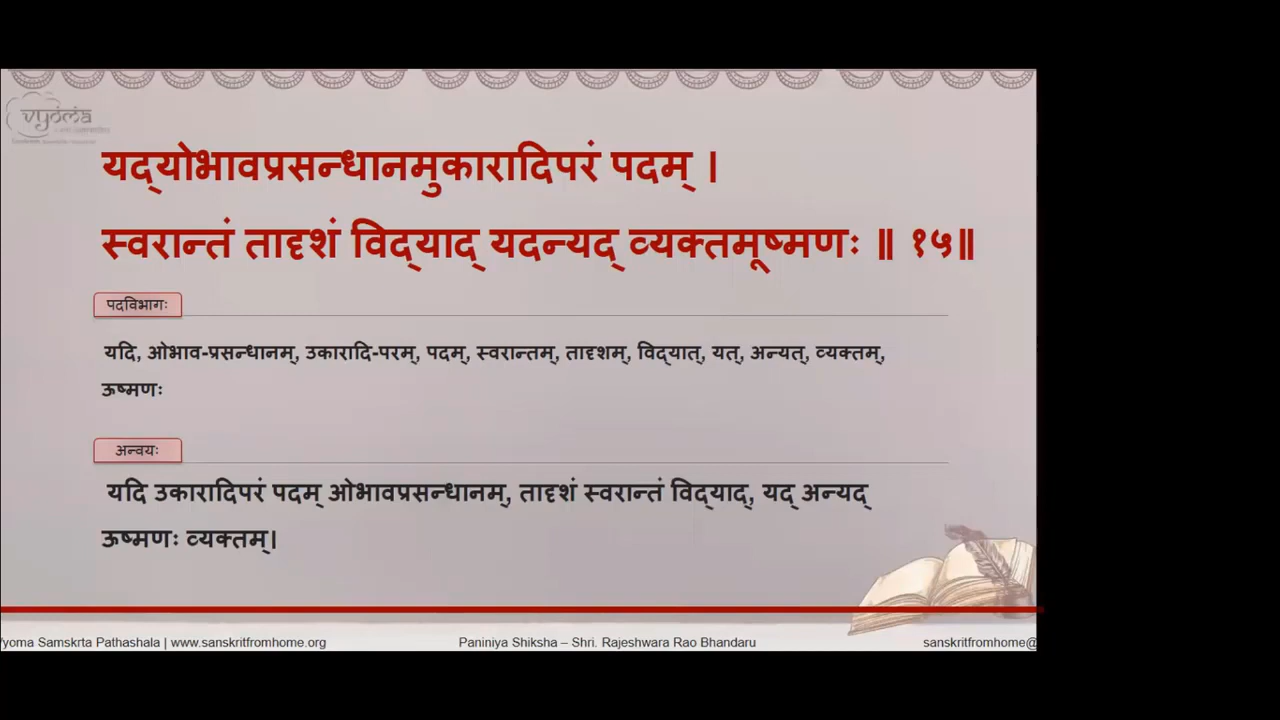 vyoma
यद्योभावप्रसन्धानमुकारादिपरं पदम् ।
स्वरान्तं तादृशं विद्याद् यदन्यद् व्यक्तमूष्मणः ॥ १५॥
पदविभागः
यदि, ओभाव-प्रसन्धानम्, उकारादि-परम्, पदम्, स्वरान्तम्, तादृशम्, विद्यात्, यत्, अन्यत्, व्यक्तम्,
ऊष्मणः
अन्वयः
यदि उकारादिपरं पदम् ओभावप्रसन्धानम्, तादृशं स्वरान्तं विद्याद्, यद् अन्यद्
ऊष्मणः व्यक्तम्।
Vyoma Samskrta Pathashala | www.sanskritfromhome.org Paniniya Shiksha – Shri. Rajeshwara Rao Bhandaru sanskritfromhome@